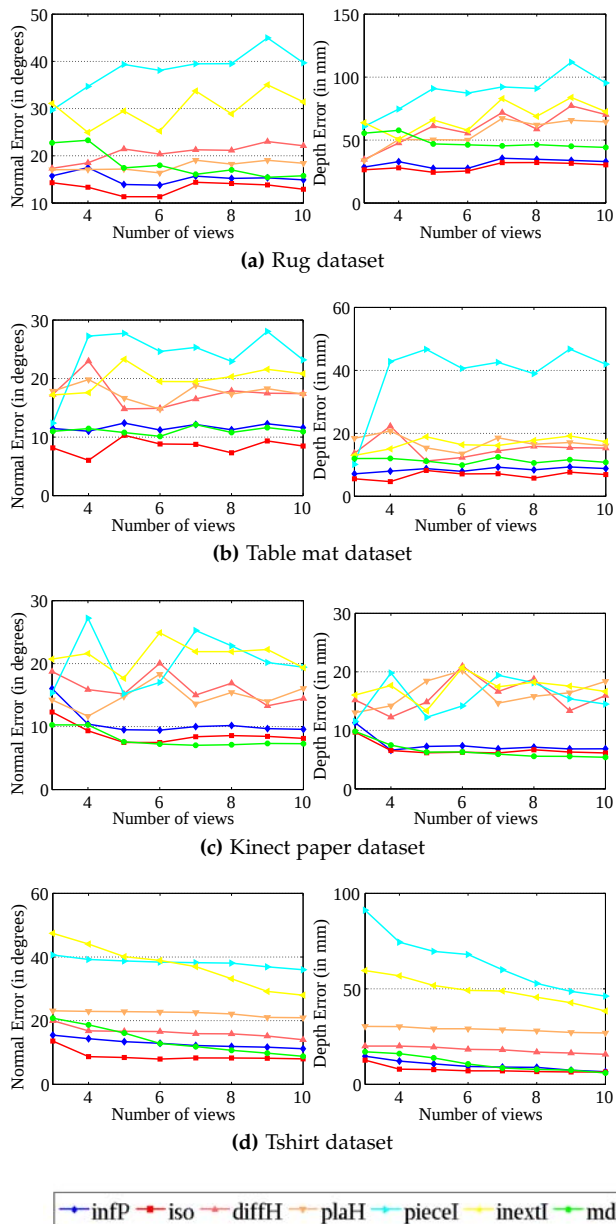 50
40
30
20
10
4 6 8 10
Normal Error (in degrees)
Number of views
150
100
50
0
4 6 8 10
Depth Error (in mm)
Number of views
(a) Rug dataset
30
20
10
0
4 6 8 10
Normal Error (in degrees)
Number of views
60
40
20
0
4 6 8 10
Depth Error (in mm)
Number of views
(b) Table mat dataset
30
20
10
0
4 6 8 10
Normal Error (in degrees)
Number of views
30
20
10
0
4 6 8 10
Depth Error (in mm)
Number of views
(c) Kinect paper dataset
60
40
20
0
4 6 8 10
Normal Error (in degrees)
Number of views
100
50
0
4 6 8 10
Depth Error (in mm)
Number of views
(d) Tshirt dataset
infP iso diffH plaH pieceI inextI